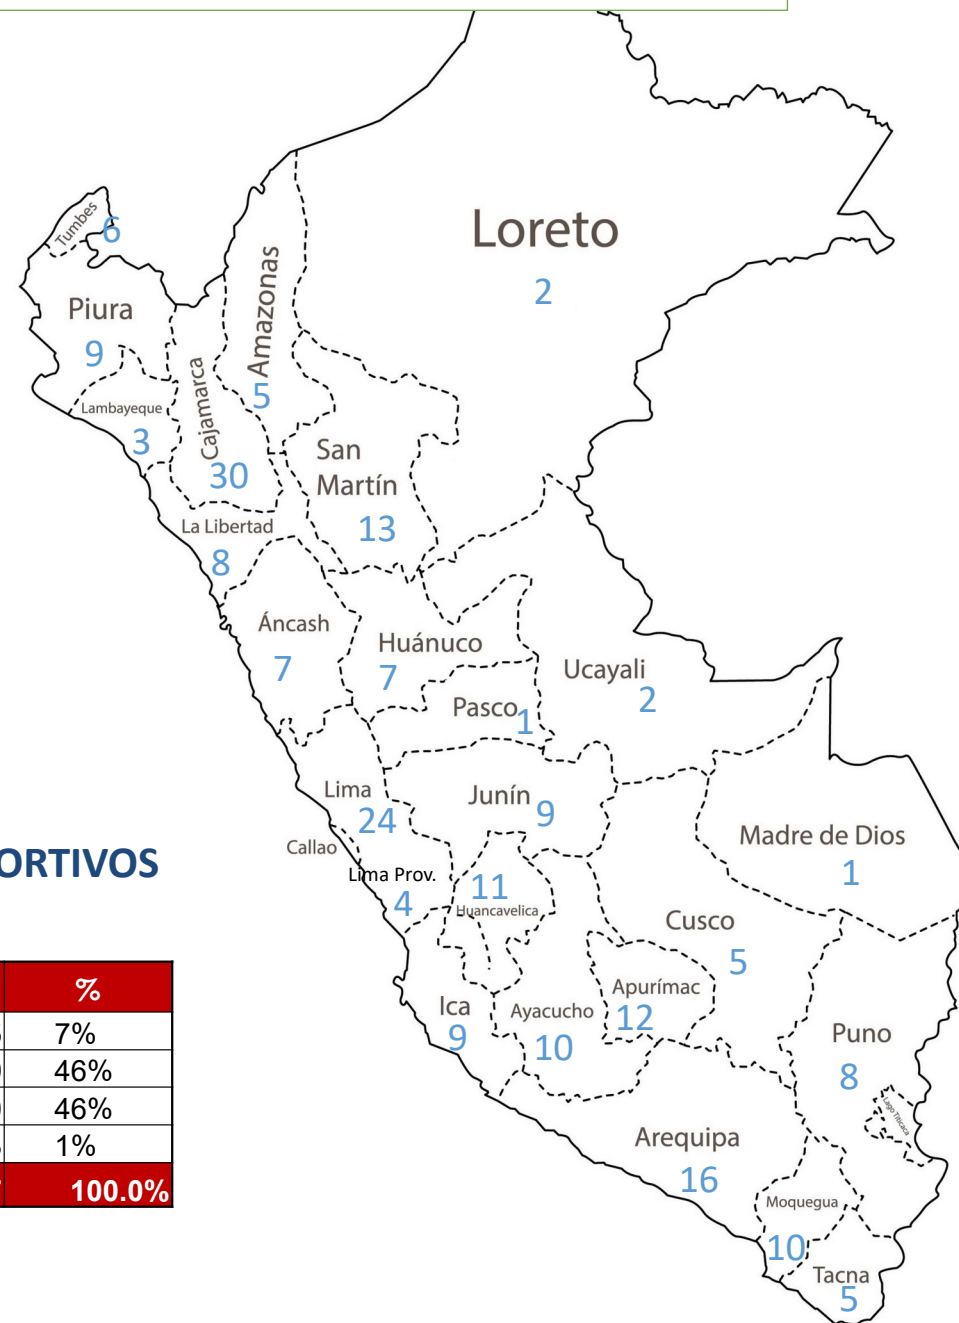 Loreto
2
Tumbes
6
Piura
9
Amazonas
5
Cajamarca
30
Lambayeque
3
San
Martín
13
La Libertad
8
Áncash
7
Huánuco
7
Ucayali
2
Pasco
1
Lima
24
Junín
9
Callao
Madre de Dios
1
ORTIVOS
Lima Prov.
4
11
Huancavelica
Cusco
5
Apurímac
12
Ica
9
Ayacucho
10
Puno
8
Lago Titicaca
%
7%
46%
46%
1%
100.0%
Arequipa
16
Moquegua
10
Tacna
5